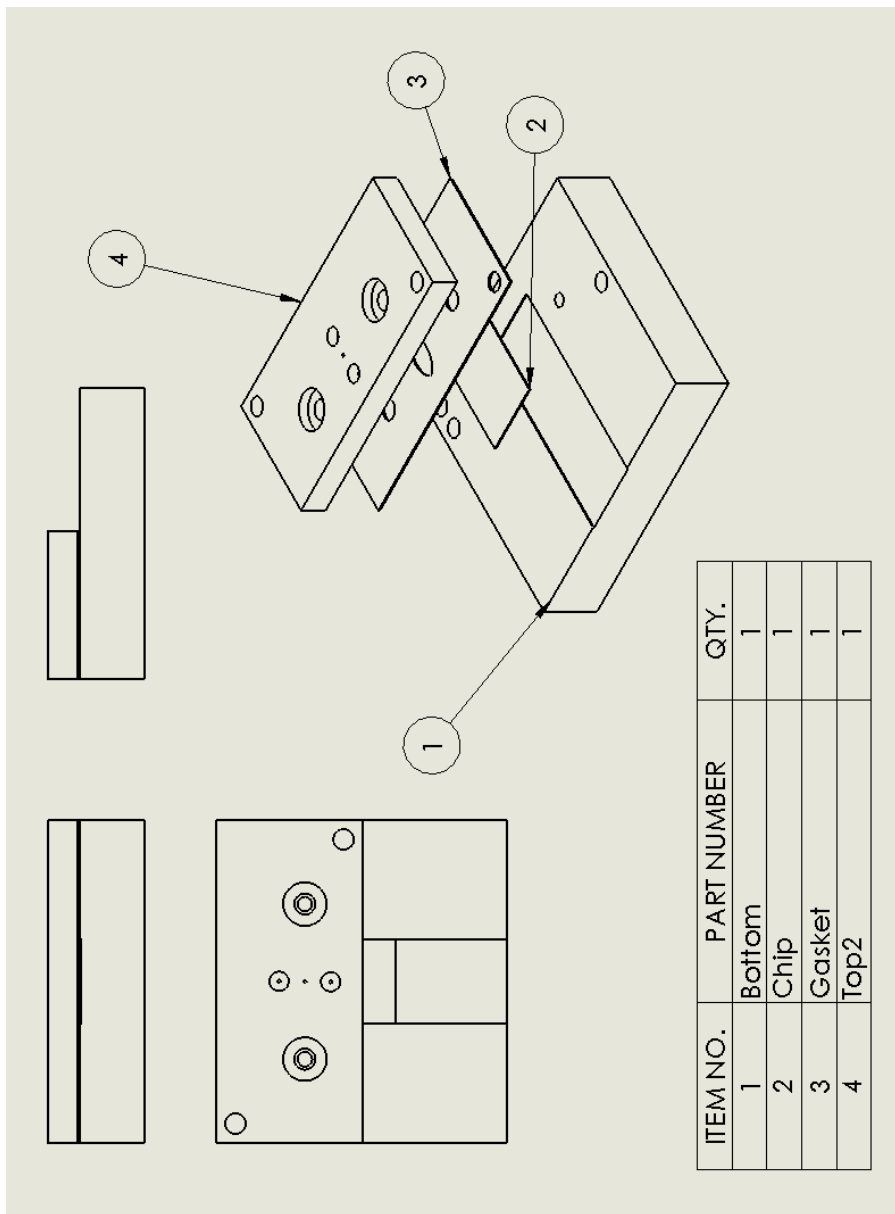 4
3
2
1
ITEM NO. PART NUMBER QTY.
1 Bottom 1
2 Chip 1
3 Gasket 1
4 Top2 1